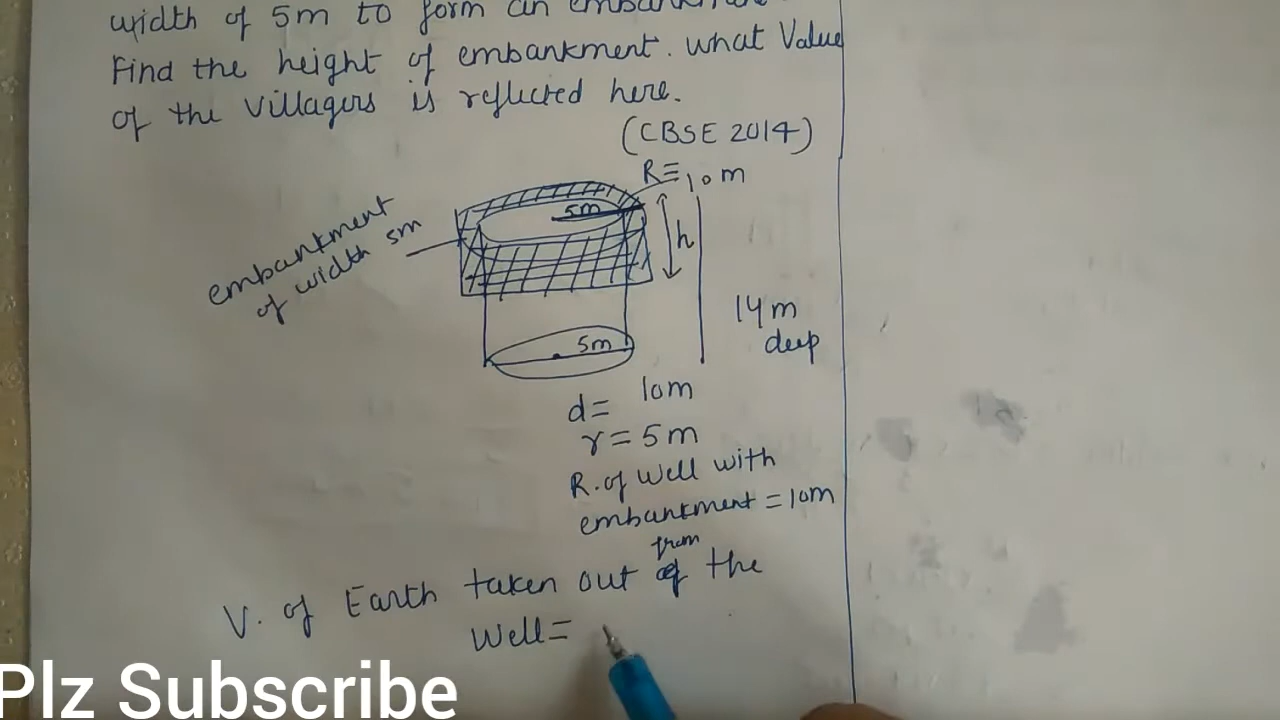 width of 5m to form an
Find the height of embankment. What Value
of the villagers is reflected here.
(CBSE 2014)
R= 10 m
5m
h
embankment
of width 5m
14m
deep
5m
d= 10m
r=5m
R. of well with
embankment = 10m
from
V. of Earth taken out of the
Well=
Plz Subscribe